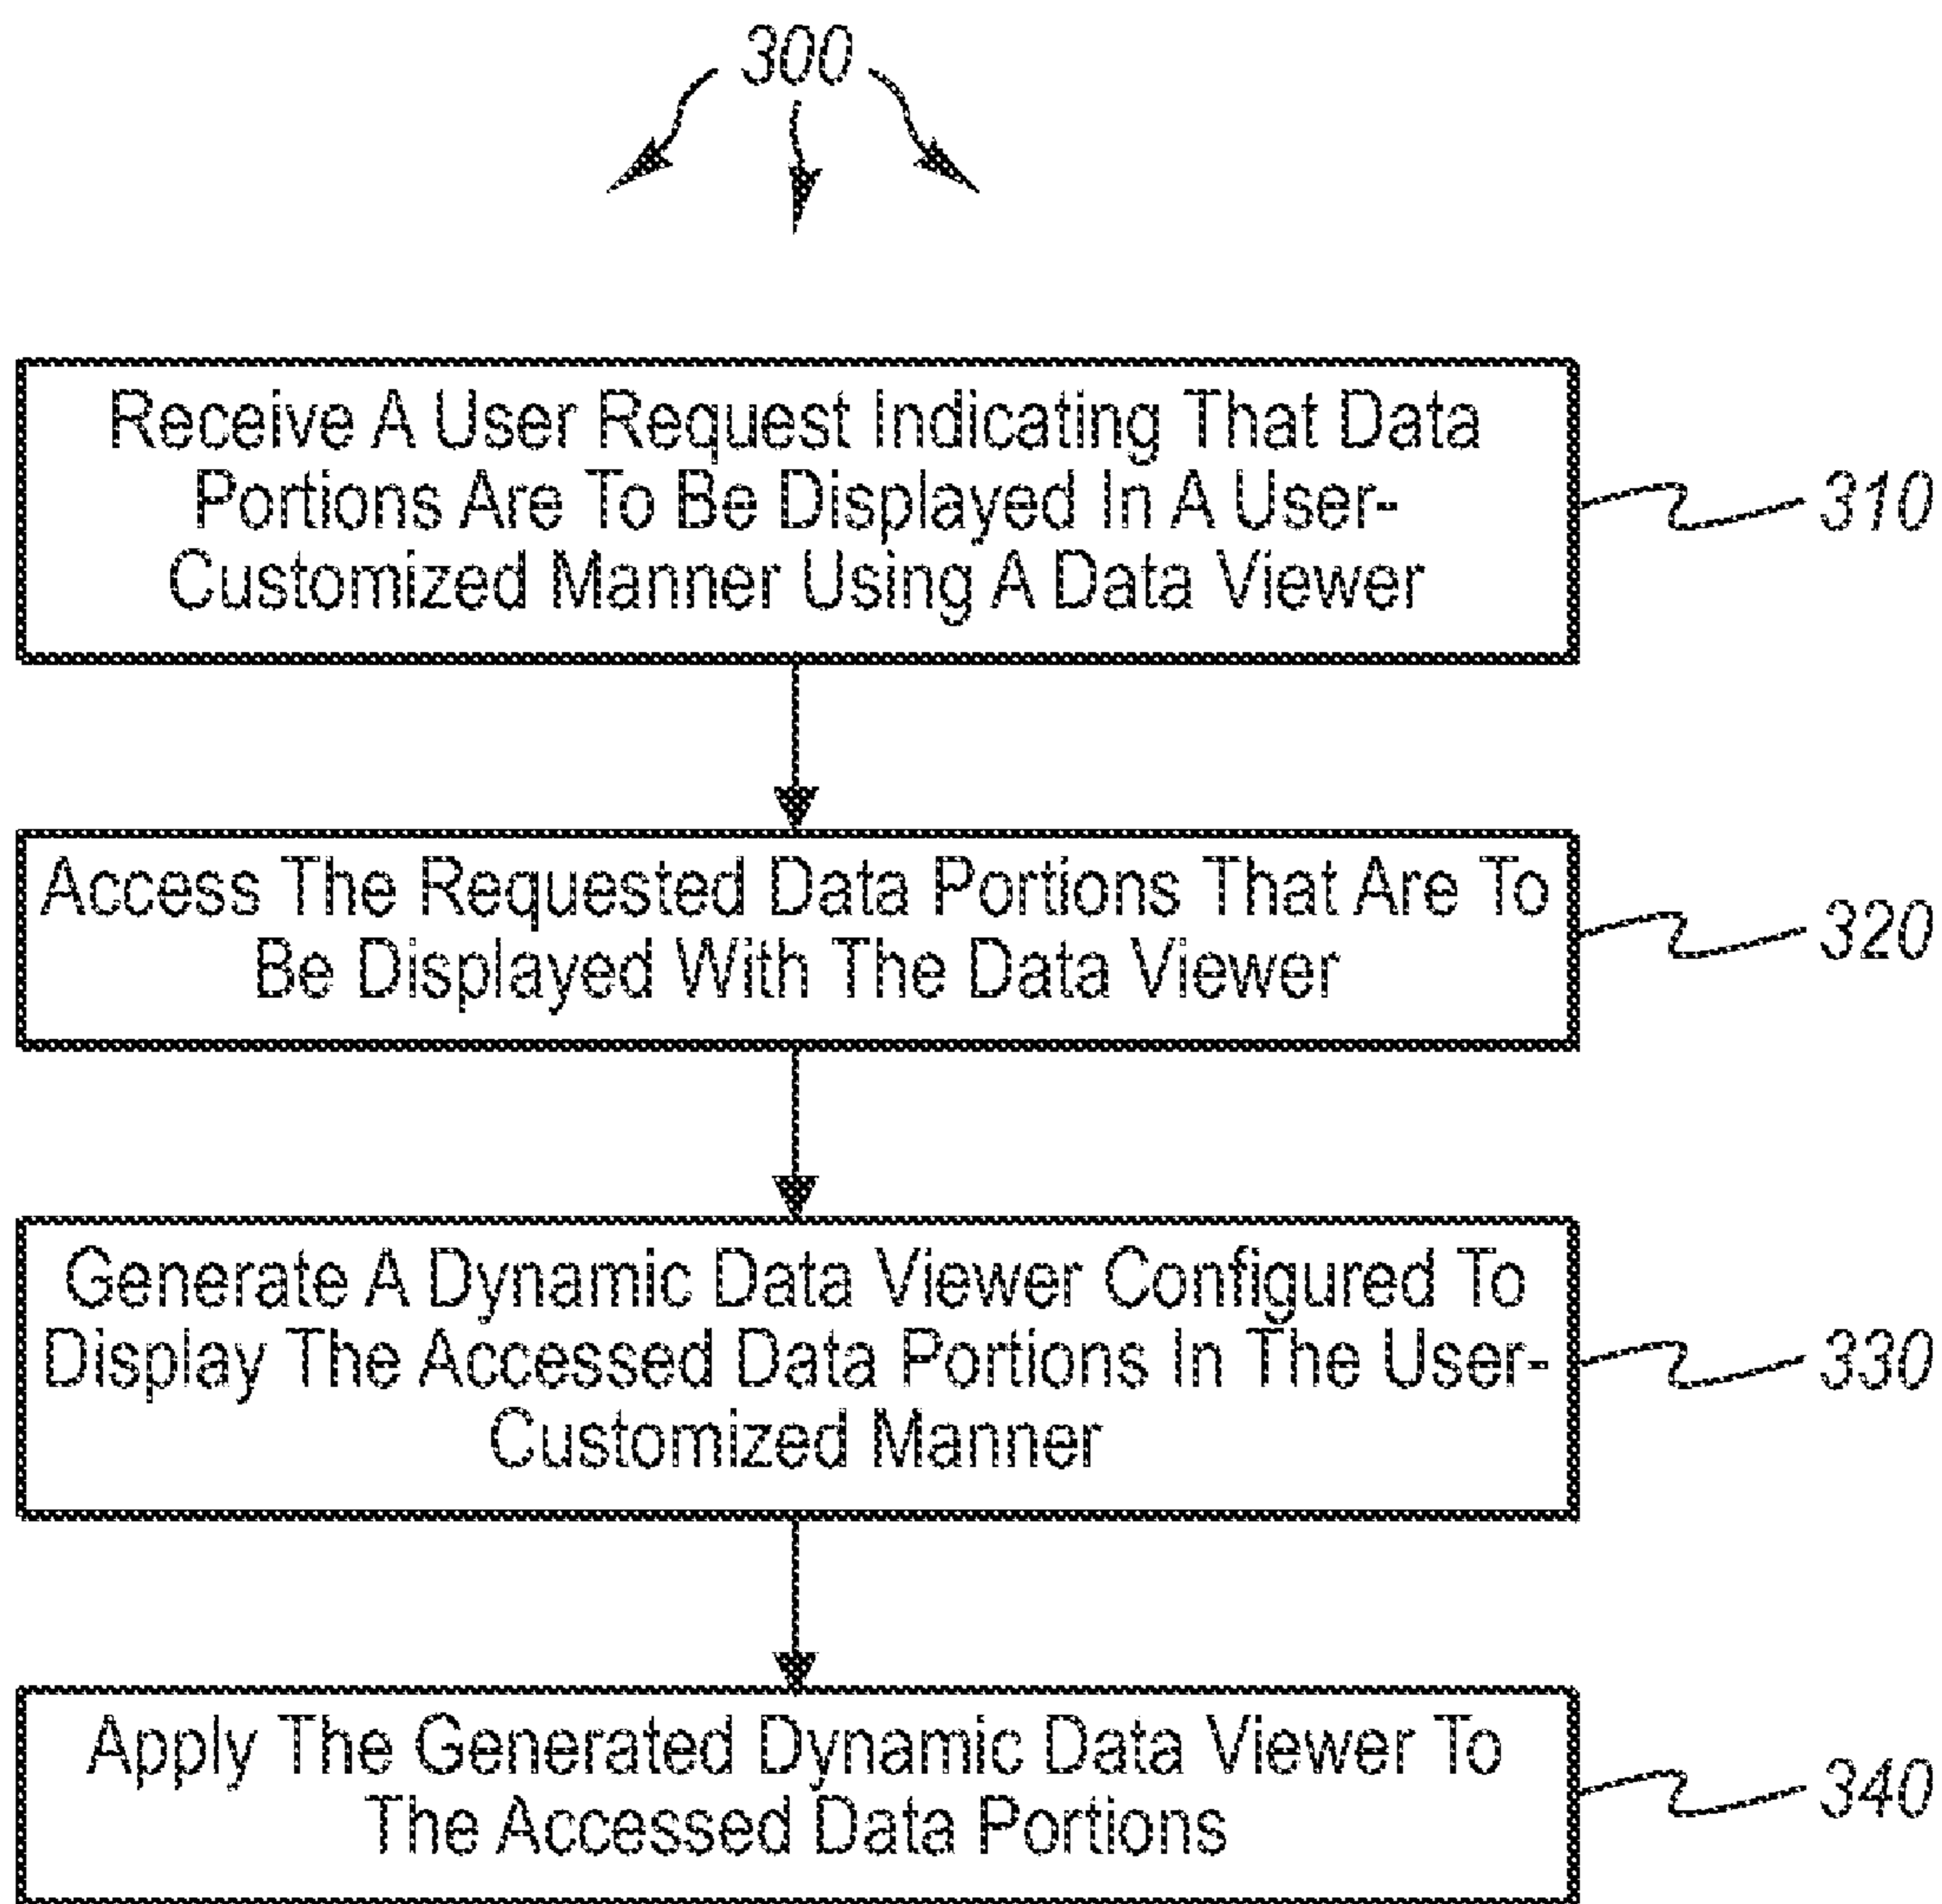 300
Receive A User Request Indicating That Data
Portions Are To Be Displayed In A User-
Customized Manner Using A Data Viewer
310
Access The Requested Data Portions That Are To
Be Displayed With The Data Viewer
320
Generate A Dynamic Data Viewer Configured To
Display The Accessed Data Portions In The User-
Customized Manner
330
Apply The Generated Dynamic Data Viewer To
The Accessed Data Portions
340